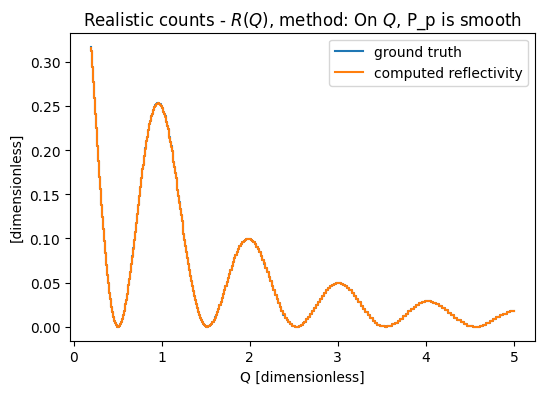 Realistic counts - R(Q), method: On Q, P_p is smooth
ground truth
computed reflectivity
[dimensionless]
0.30
0.25
0.20
0.15
0.10
0.05
0.00
0 1 2 3 4 5
Q [dimensionless]